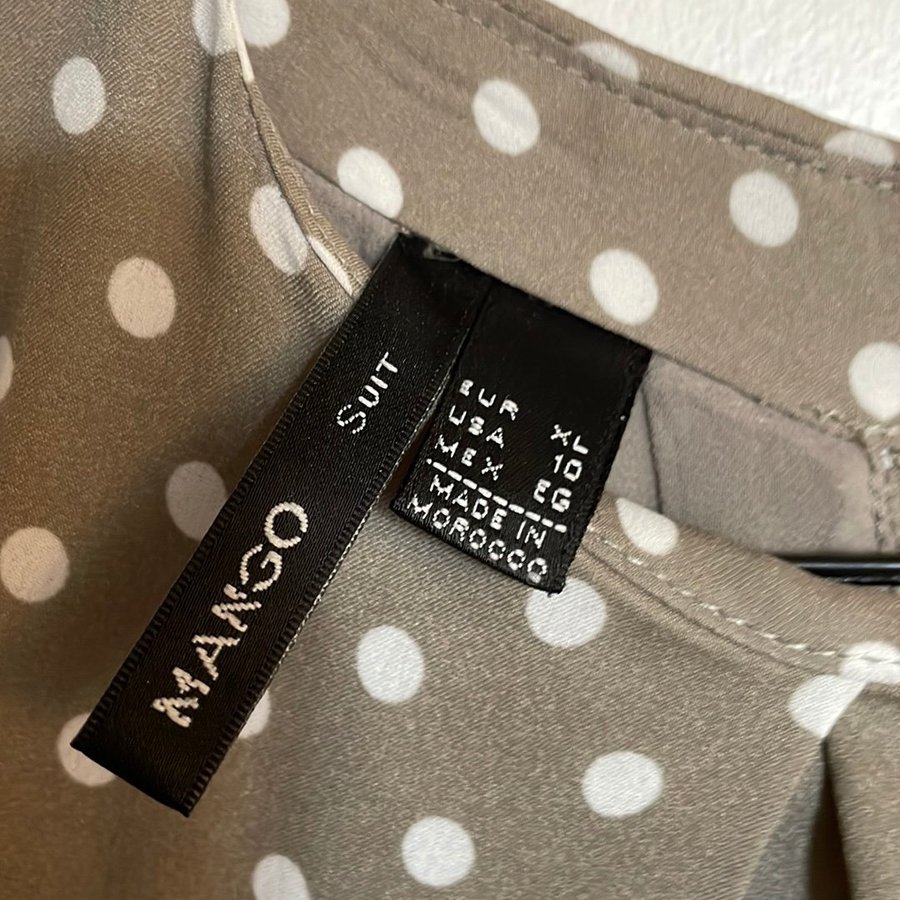 MANGO SUIT
EUR XL
USA 10
MEX EG
MADE IN
MOROCCO